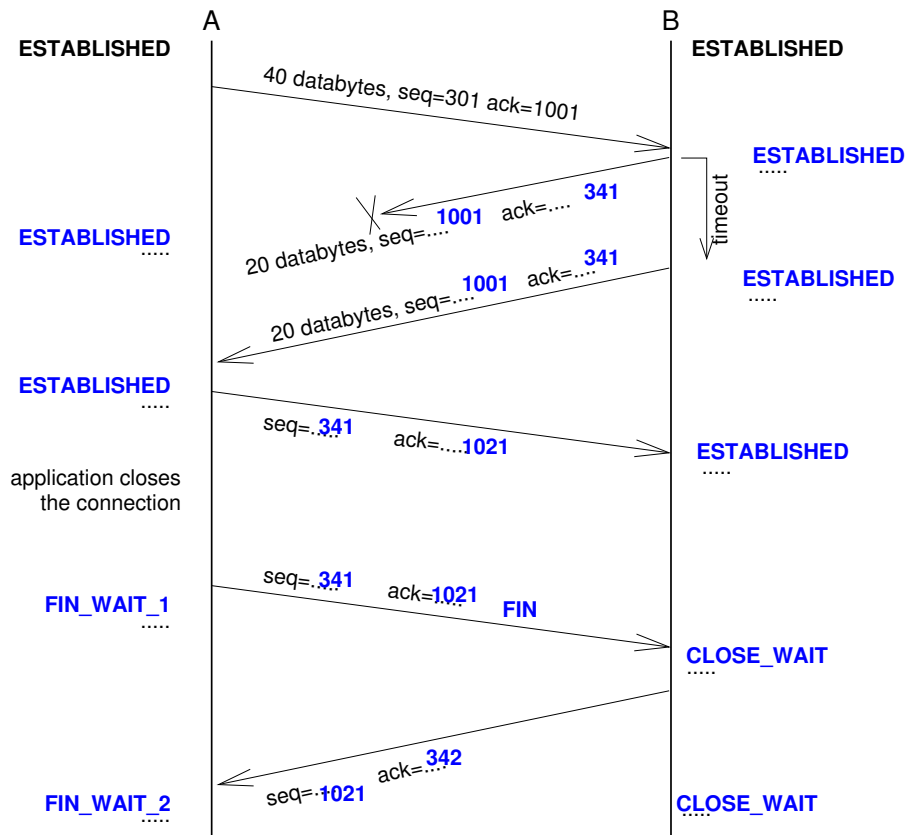 A
B
ESTABLISHED
ESTABLISHED
40 databytes, seq=301 ack=1001
ESTABLISHED
.....
timeout
20 databytes, seq=.... 1001 ack=.... 341
ESTABLISHED
.....
ESTABLISHED
.....
20 databytes, seq=.... 1001 ack=.... 341
ESTABLISHED
.....
seq=..... 341 ack=..... 1021
ESTABLISHED
.....
application closes
the connection
seq=..... 341 ack=..... 1021 FIN
FIN_WAIT_1
.....
CLOSE_WAIT
.....
seq=.... 1021 ack=.... 342
FIN_WAIT_2
.....
CLOSE_WAIT
.....